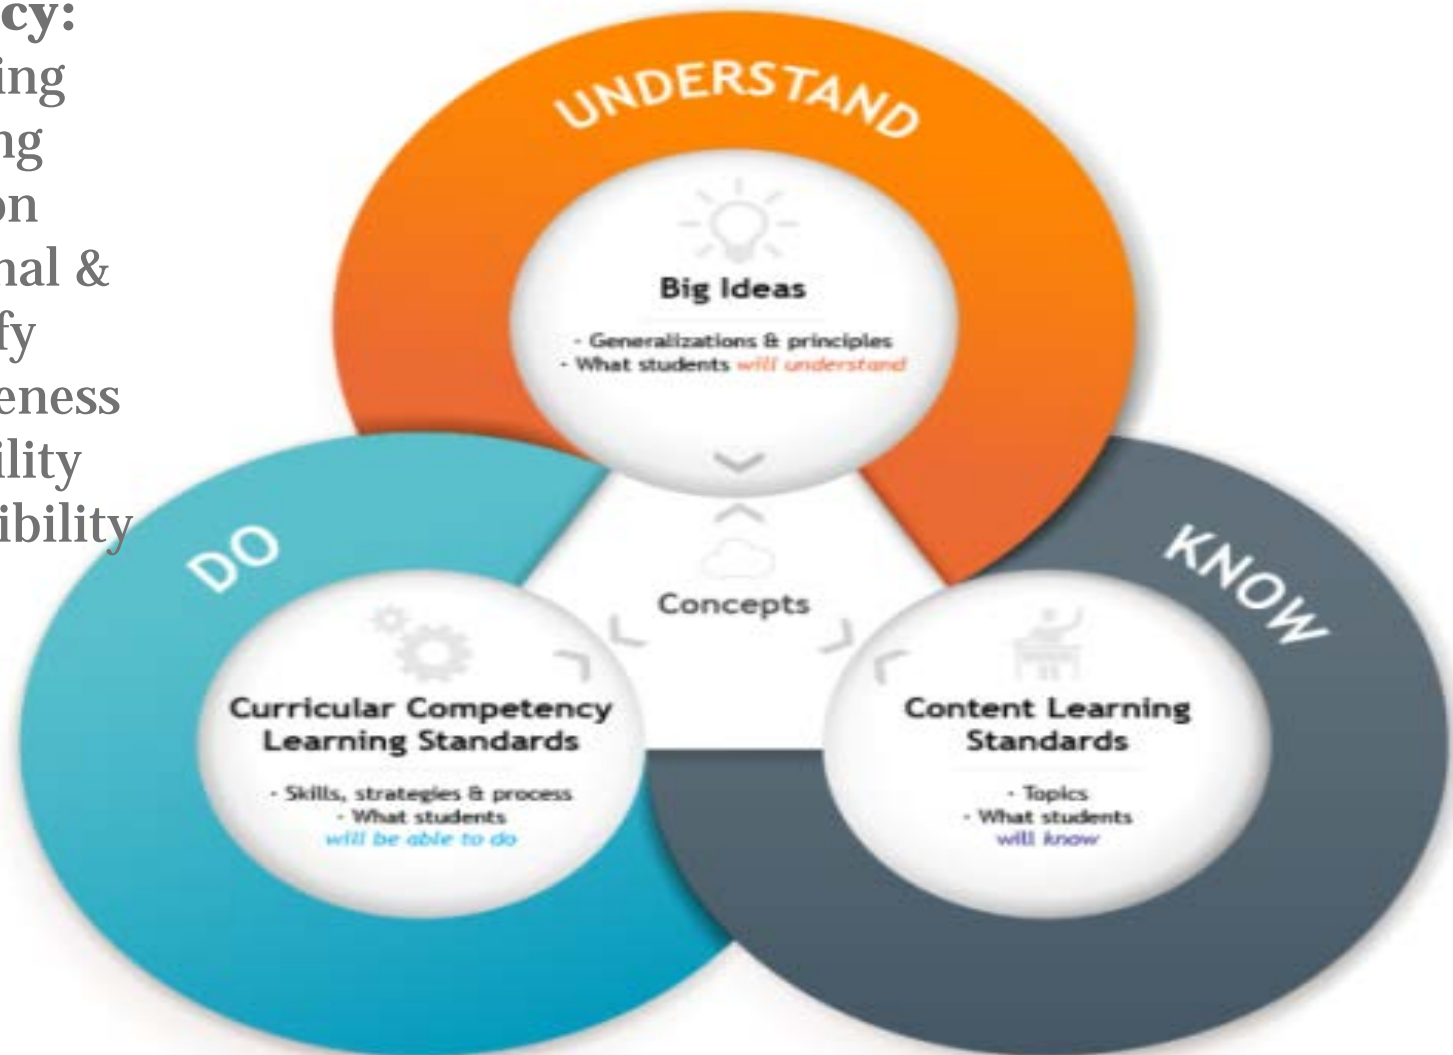 cy:
ing
ng
on
nal &
fy
eness
ility
ibility
UNDERSTAND
Big Ideas
- Generalizations & principles
- What students will understand
Concepts
DO
Curricular Competency
Learning Standards
- Skills, strategies & process
- What students
will be able to do
KNOW
Content Learning
Standards
- Topics
- What students
will know